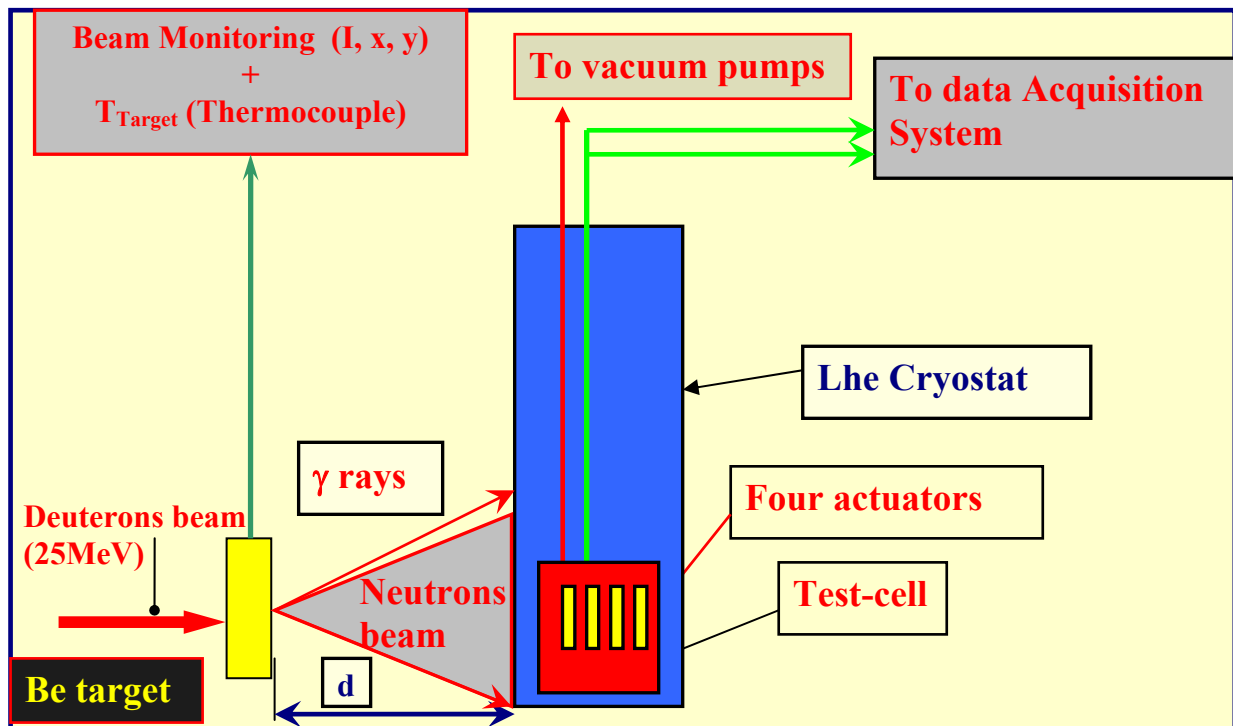 Beam Monitoring (I, x, y)
+
T_Target (Thermocouple)
To vacuum pumps
To data Acquisition
System
Lhe Cryostat
γ rays
Deuterons beam
(25MeV)
Four actuators
Neutrons
beam
Test-cell
Be target
d